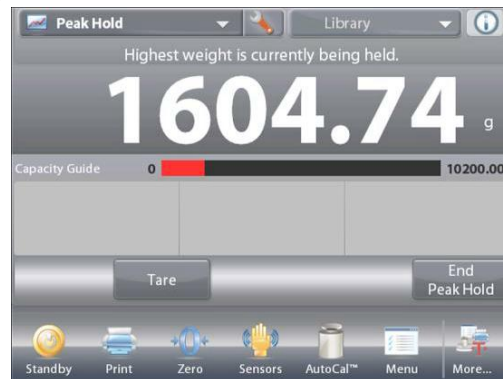 Peak Hold Library
Highest weight is currently being held.
1604.74 g
Capacity Guide 0 10200.00
Tare
End
Peak Hold
Standby Print Zero Sensors AutoCal™ Menu More...